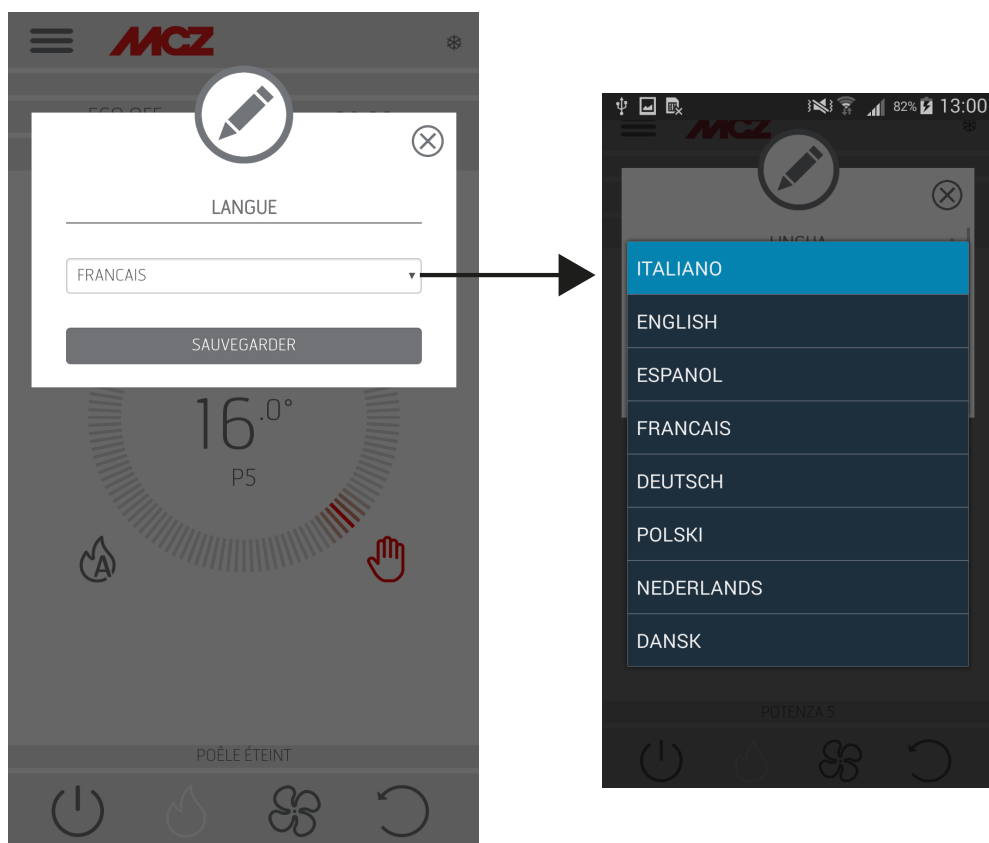 MCZ
LANGUE
FRANCAIS
SAUVEGARDER
16.0°
P5
A
POÊLE ÉTEINT
82% 13:00
MCZ
LINGUA
ITALIANO
ENGLISH
ESPANOL
FRANCAIS
DEUTSCH
POLSKI
NEDERLANDS
DANSK
POTENZA 5